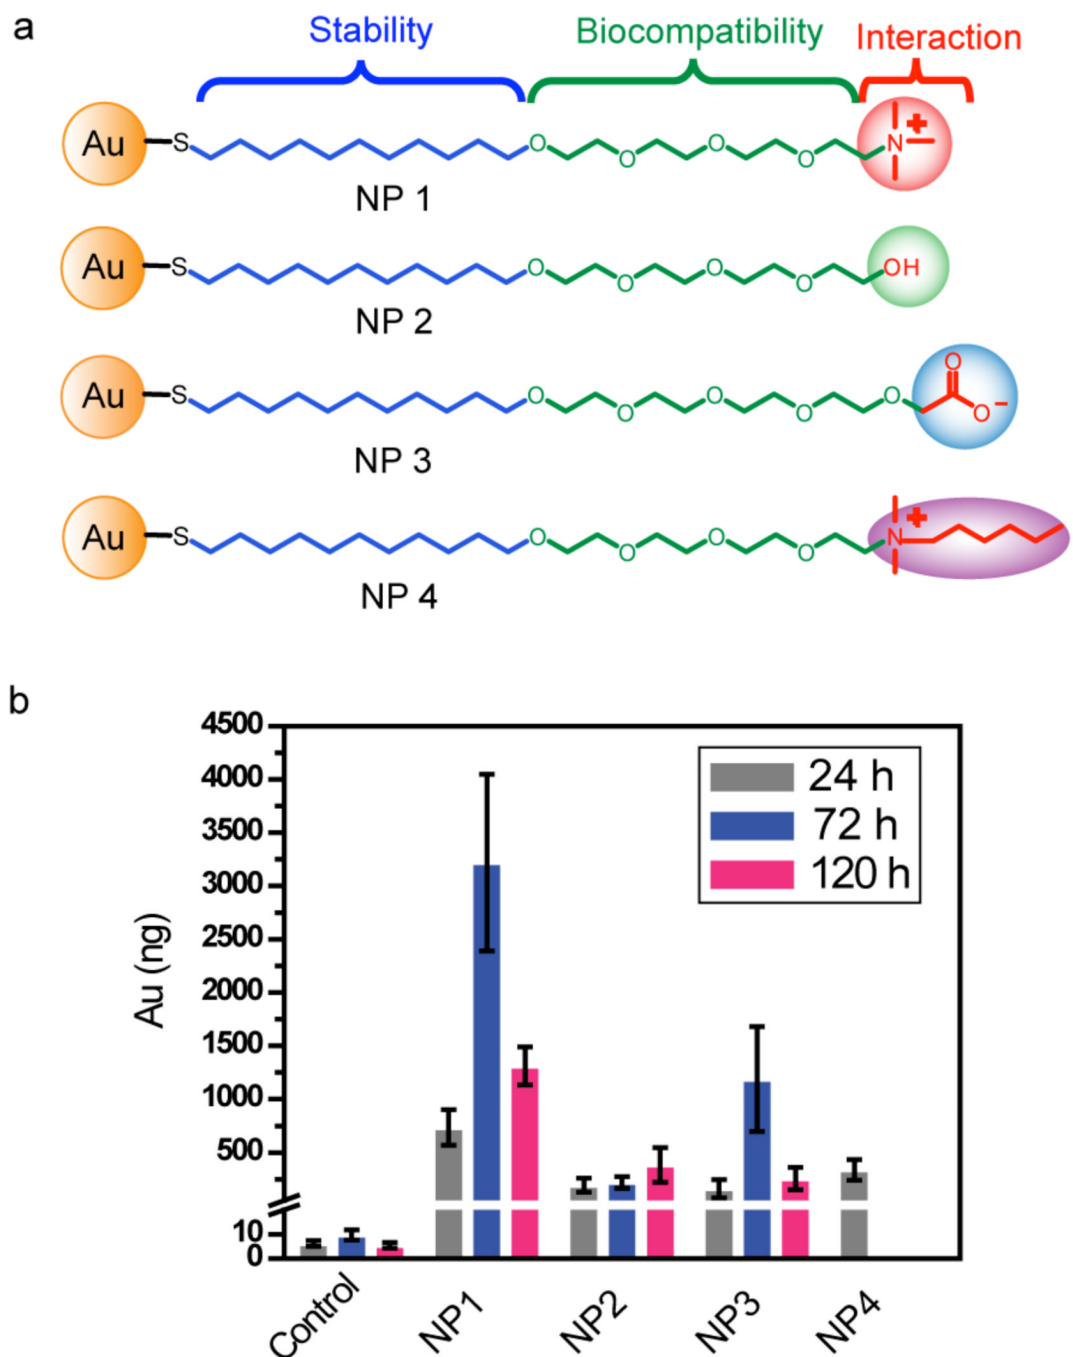 a
Stability Biocompatibility Interaction
Au S O O O O N +
NP 1
Au S O O O O OH
NP 2
Au S O O O O O O O −
NP 3
Au S O O O O N +
NP 4
b
4500
4000
3500
3000
2500
2000
1500
1000
500
10
0
Au (ng)
24 h
72 h
120 h
Control NP1 NP2 NP3 NP4